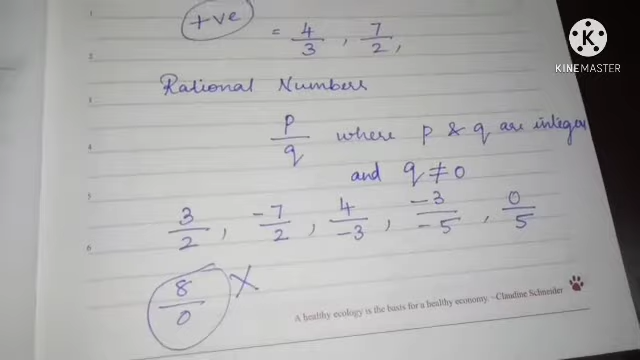 +ve
= 4/3 , 7/2 ,
KINEMASTER
Rational Numbers
p/q where p & q are integer
and q ≠ 0
3/2 , -7/2 , 4/-3 , -3/-5 , 0/5
8/0 X
A healthy ecology is the basis for a healthy economy. ~Claudine Schneider